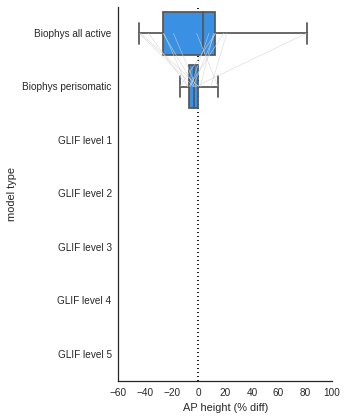 Biophys all active
Biophys perisomatic
GLIF level 1
GLIF level 2
GLIF level 3
GLIF level 4
GLIF level 5
model type
−60 −40 −20 0 20 40 60 80 100
AP height (% diff)